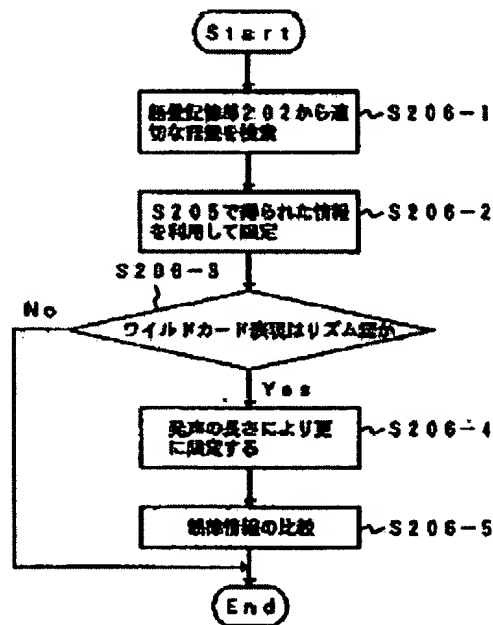 Start
語彙記憶部202から適
切な語彙を検索
S206-1
S205で得られた情報
を利用して限定
S206-2
S206-3
No
ワイルドカード表現はリズム型か
Yes
発声の長さにより更
に限定する
S206-4
韻律情報の比較
S206-5
End